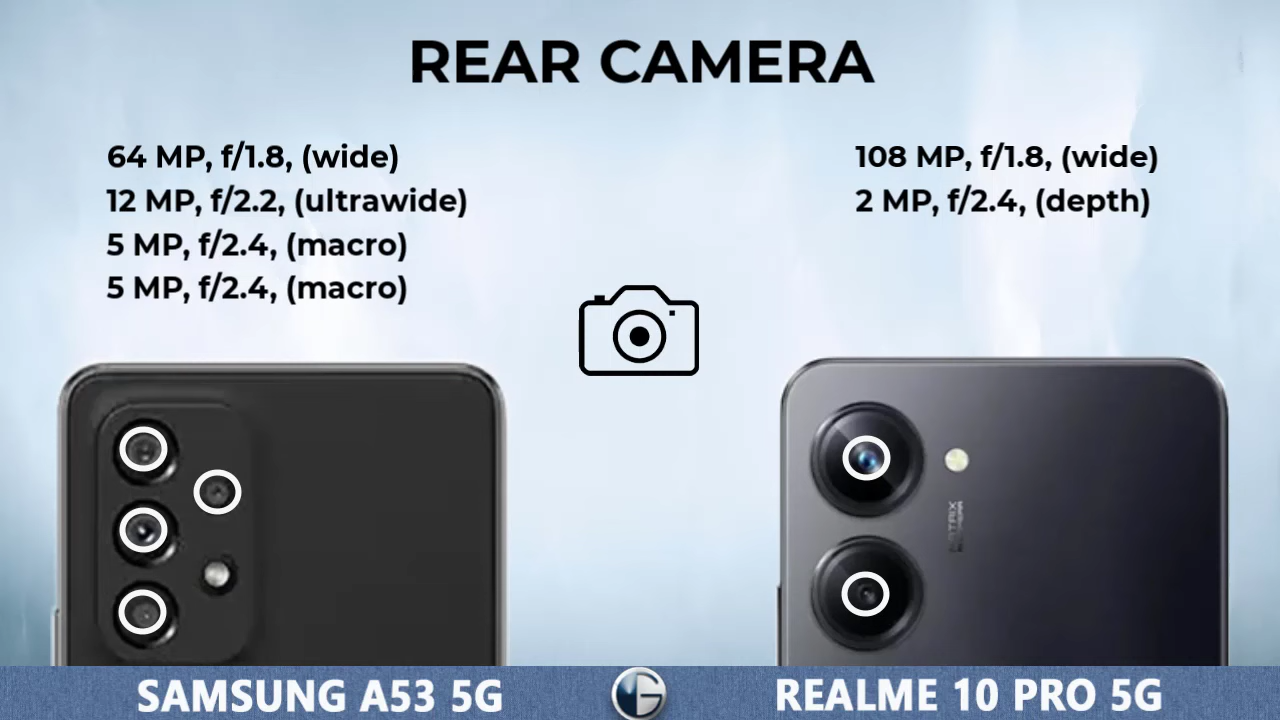 REAR CAMERA
64 MP, f/1.8, (wide)
12 MP, f/2.2, (ultrawide)
5 MP, f/2.4, (macro)
5 MP, f/2.4, (macro)
108 MP, f/1.8, (wide)
2 MP, f/2.4, (depth)
SAMSUNG A53 5G
REALME 10 PRO 5G